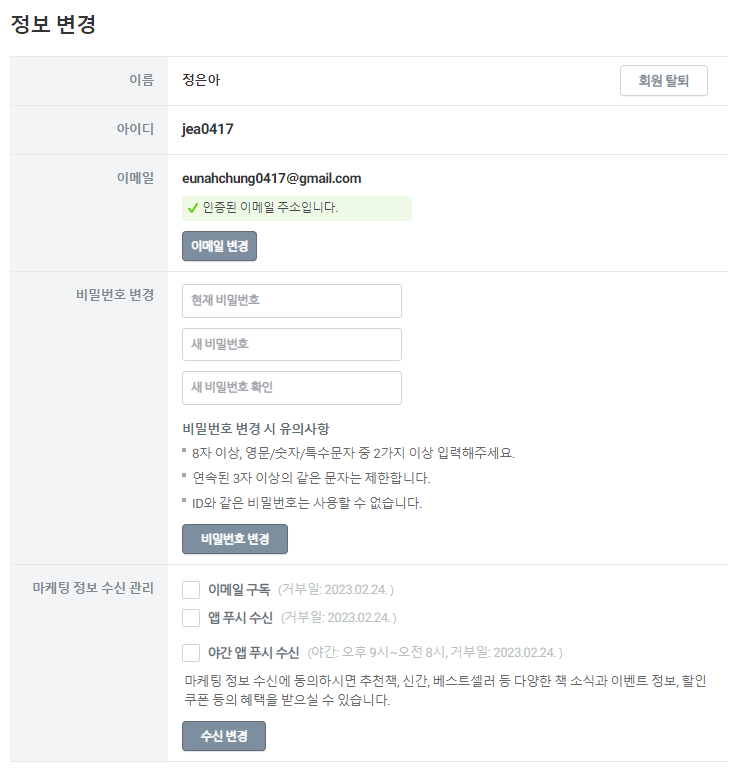 정보 변경
이름
정은아
회원 탈퇴
아이디
jea0417
이메일
eunahchung0417@gmail.com
인증된 이메일 주소입니다.
이메일 변경
비밀번호 변경
현재 비밀번호
새 비밀번호
새 비밀번호 확인
비밀번호 변경 시 유의사항
8자 이상, 영문/숫자/특수문자 중 2가지 이상 입력해주세요.
연속된 3자 이상의 같은 문자는 제한합니다.
ID와 같은 비밀번호는 사용할 수 없습니다.
비밀번호 변경
마케팅 정보 수신 관리
이메일 구독 (거부일: 2023.02.24. )
앱 푸시 수신 (거부일: 2023.02.24. )
야간 앱 푸시 수신 (야간: 오후 9시~오전 8시, 거부일: 2023.02.24. )
마케팅 정보 수신에 동의하시면 추천책, 신간, 베스트셀러 등 다양한 책 소식과 이벤트 정보, 할인
쿠폰 등의 혜택을 받으실 수 있습니다.
수신 변경